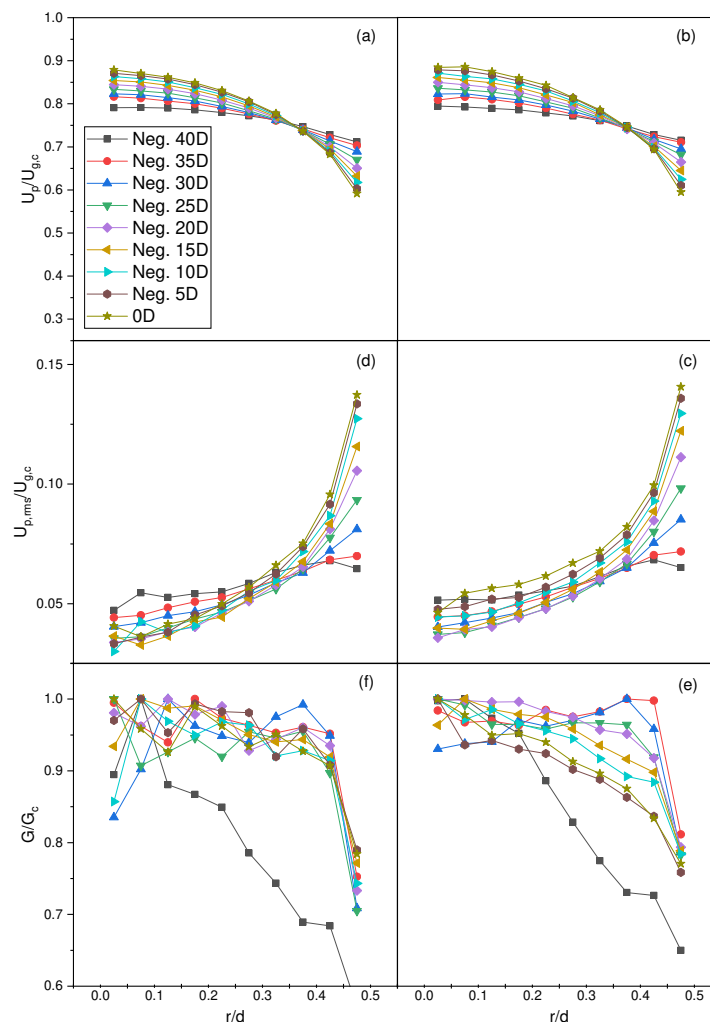 1.0
0.9
0.8
0.7
0.6
0.5
0.4
0.3
U_p/U_g,c
(a)
(b)
Neg. 40D
Neg. 35D
Neg. 30D
Neg. 25D
Neg. 20D
Neg. 15D
Neg. 10D
Neg. 5D
0D
0.15
0.10
0.05
U_p,rms/U_g,c
(d)
(c)
1.0
0.9
0.8
0.7
0.6
G/G_c
(f)
(e)
0.0 0.1 0.2 0.3 0.4 0.5
0.0 0.1 0.2 0.3 0.4 0.5
r/d
r/d